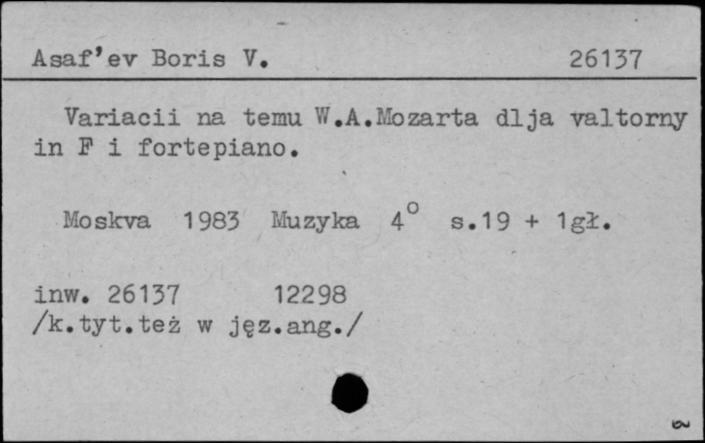 Asaf'ev Boris V. 26137
Variacii na temu W.A.Mozarta dlja valtorny
in F i fortepiano.
Moskva 1983 Muzyka 4° s.19 + 1gł.
inw. 26137 12298
/k.tyt.też w jęz.ang./